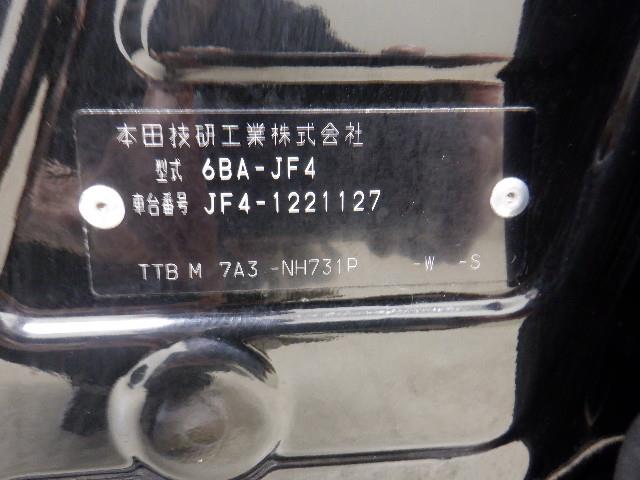 本田技研工業株式会社
型式 6BA-JF4
車台番号 JF4-1221127
TTB M 7A3 -NH731P -W -S